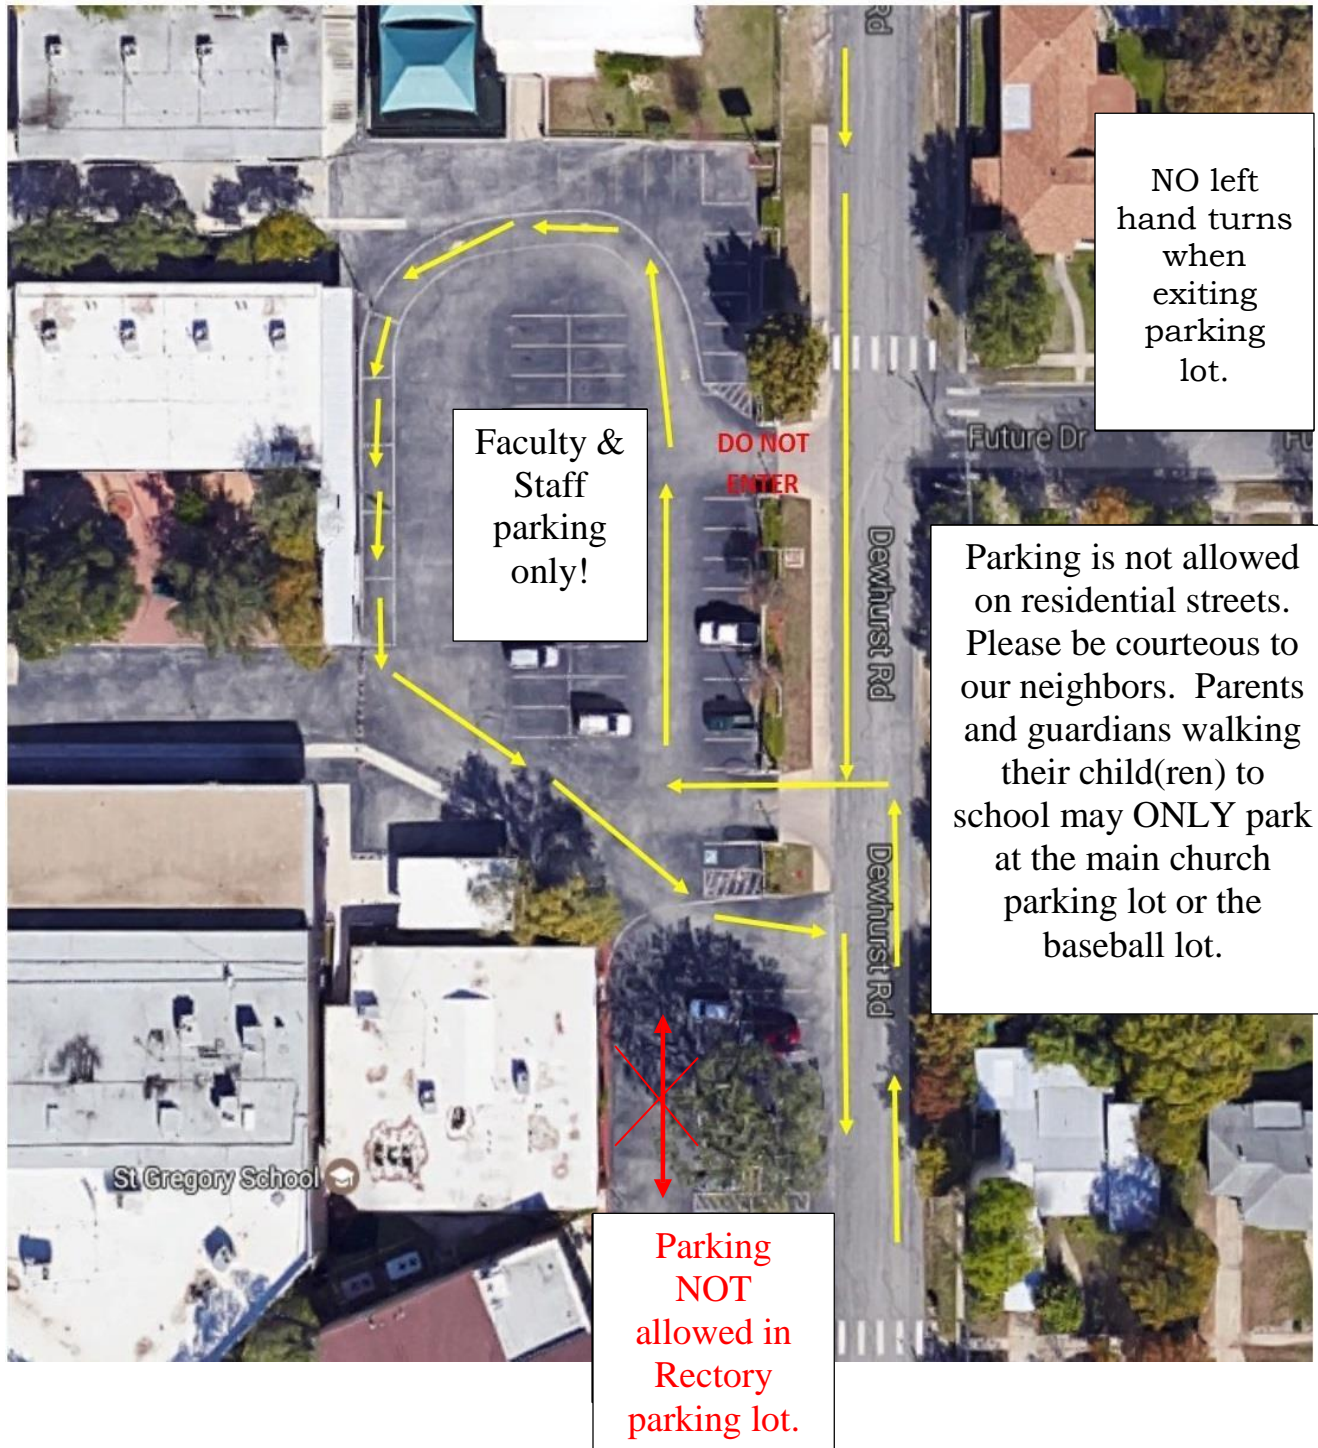 Rd
NO left
hand turns
when
exiting
parking
lot.
Faculty &
Staff
parking
only!
DO NOT
ENTER
Future Dr
Fu
Dewhurst Rd
Parking is not allowed
on residential streets.
Please be courteous to
our neighbors.  Parents
and guardians walking
their child(ren) to
school may ONLY park
at the main church
parking lot or the
baseball lot.
Dewhurst Rd
St Gregory School
Parking
NOT
allowed in
Rectory
parking lot.